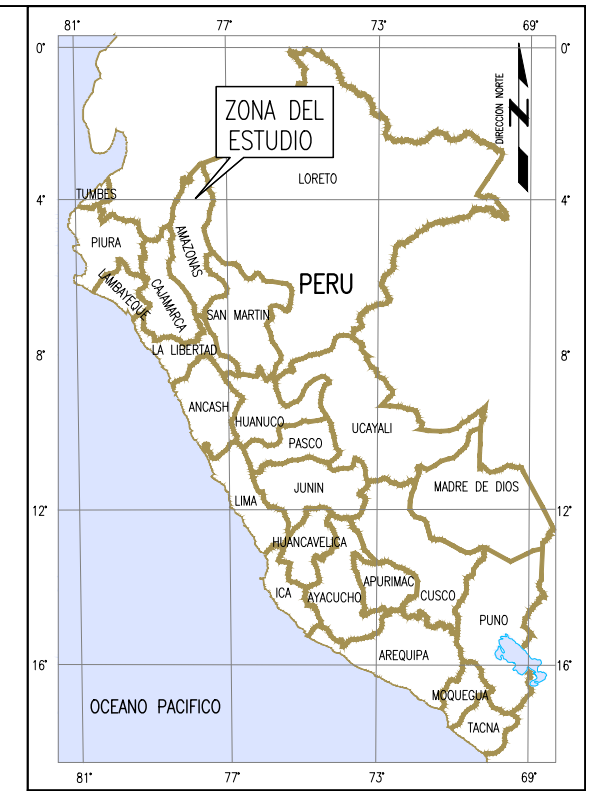 81° 77° 73° 69°
0° 0°
DIRECCION NORTE
N
ZONA DEL
ESTUDIO
LORETO
TUMBES
4° 4°
PIURA
AMAZONAS
LAMBAYEQUE
CAJAMARCA
PERU
SAN MARTIN
LA LIBERTAD
8° 8°
ANCASH
HUANUCO
UCAYALI
PASCO
JUNIN
MADRE DE DIOS
LIMA
12° 12°
HUANCAVELICA
ICA
AYACUCHO
APURIMAC
CUSCO
PUNO
AREQUIPA
16° 16°
MOQUEGUA
OCEANO PACIFICO
TACNA
81° 77° 73° 69°